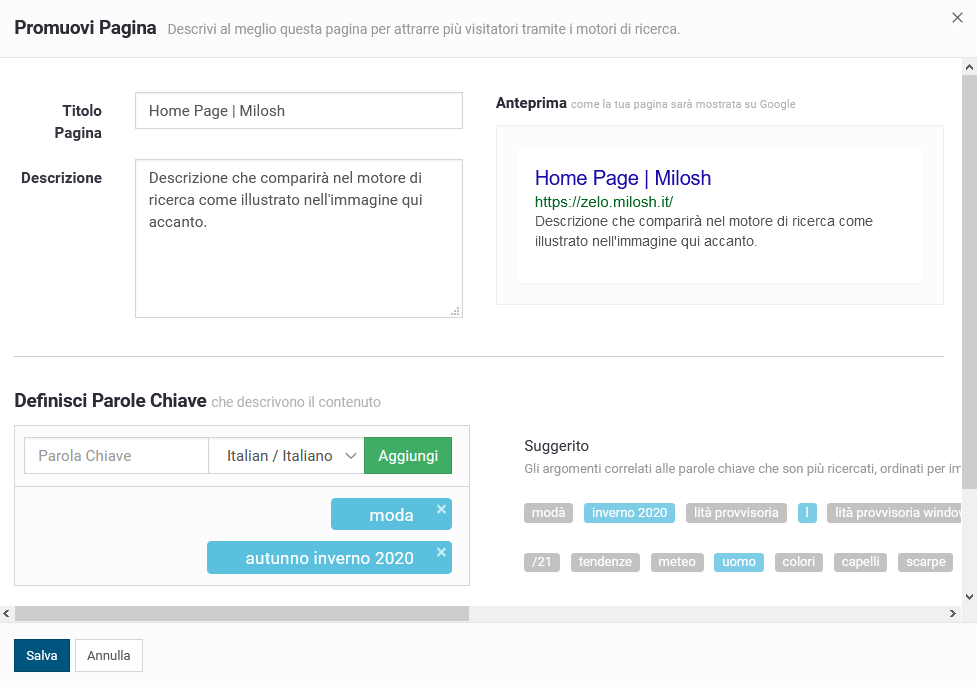 Promuovi Pagina Descrivi al meglio questa pagina per attrarre più visitatori tramite i motori di ricerca.
Titolo Pagina
Home Page | Milosh
Descrizione
Descrizione che comparirà nel motore di
ricerca come illustrato nell'immagine qui
accanto.
Anteprima come la tua pagina sarà mostrata su Google
Home Page | Milosh
https://zelo.milosh.it/
Descrizione che comparirà nel motore di ricerca come
illustrato nell'immagine qui accanto.
Definisci Parole Chiave che descrivono il contenuto
Parola Chiave Italian / Italiano Aggiungi
moda ×
autunno inverno 2020 ×
Suggerito
Gli argomenti correlati alle parole chiave che son più ricercati, ordinati per im
modà inverno 2020 lità provvisoria l lità provvisoria window
/21 tendenze meteo uomo colori capelli scarpe
Salva Annulla